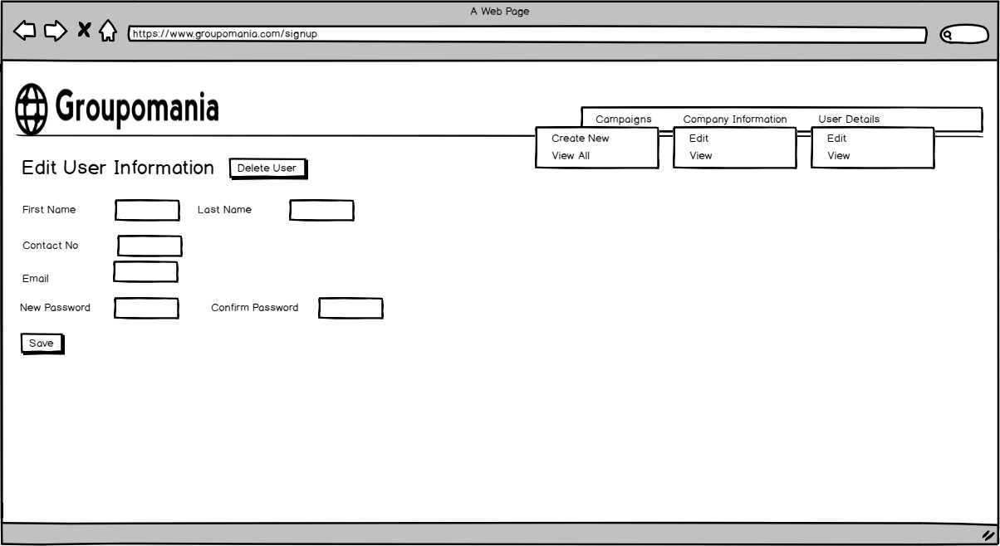 A Web Page
https://www.groupomania.com/signup
Groupomania
Campaigns Company Information User Details
Create New Edit Edit
View All View View
Edit User Information Delete User
First Name Last Name
Contact No
Email
New Password Confirm Password
Save